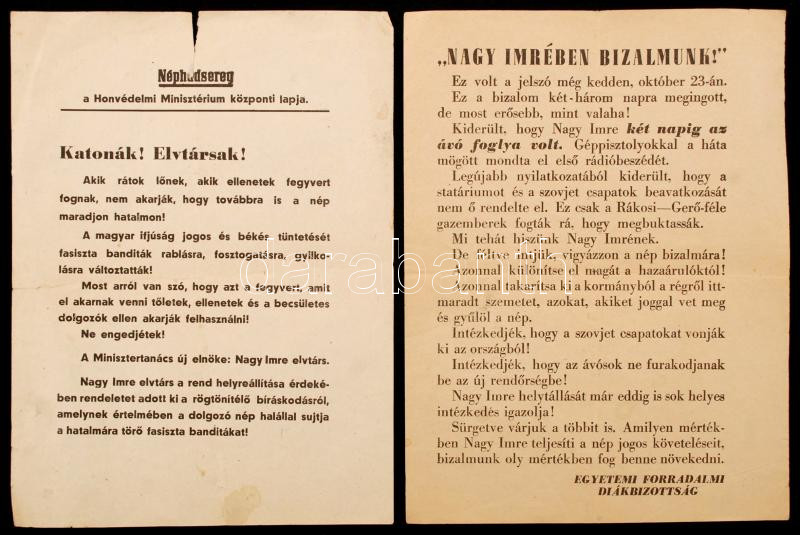 Néphadsereg
a Honvédelmi Minisztérium központi lapja.
Katonák! Elvtársak!
Akik rátok lőnek, akik ellenetek fegyvert
fognak, nem akarják, hogy továbbra is a nép
maradjon hatalmon!
A magyar ifjúság jogos és békés tüntetését
fasiszta banditák rablásra, fosztogatásra, gyilko-
lásra változtatták!
Most arról van szó, hogy azt a fegyvert, amit
el akarnak venni tőletek, ellenetek és a becsületes
dolgozók ellen akarják felhasználni!
Ne engedjétek!
A Minisztertanács új elnöke: Nagy Imre elvtárs.
Nagy Imre elvtárs a rend helyreállítása érdeké-
ben rendeletet adott ki a rögtönítélő bíráskodásról,
amelynek értelmében a dolgozó nép halállal sujtja
a hatalmára törő fasiszta banditákat!
„NAGY IMRÉBEN BIZALMUNK!"
Ez volt a jelszó még kedden, október 23-án.
Ez a bizalom két-három napra megingott,
de most erősebb, mint valaha!
Kiderült, hogy Nagy Imre két napig az
ávó foglya volt. Géppisztolyokkal a háta
mögött mondta el első rádióbeszédét.
Legújabb nyilatkozatából kiderült, hogy a
statáriumot és a szovjet csapatok beavatkozását
nem ő rendelte el. Ez csak a Rákosi—Gerő-féle
gazemberek fogták rá, hogy megbuktassák.
Mi tehát bízunk Nagy Imrének.
De féltve intjük, vigyázzon a nép bizalmára!
Azonnal különítse el magát a hazaárulóktól!
Azonnal takarítsa ki a kormányból a régről itt-
maradt szemetet, azokat, akiket joggal vet meg
és gyűlöl a nép.
Intézkedjék, hogy a szovjet csapatokat vonják
ki az országból!
Intézkedjék, hogy az ávósok ne furakodjanak
be az új rendőrségbe!
Nagy Imre helytállását már eddig is sok helyes
intézkedés igazolja!
Sürgetve várjuk a többit is. Amilyen mérték-
ben Nagy Imre teljesíti a nép jogos követeléseit,
bizalmunk oly mértékben fog benne növekedni.
EGYETEMI FORRADALMI
DIÁKBIZOTTSÁG
darabanth